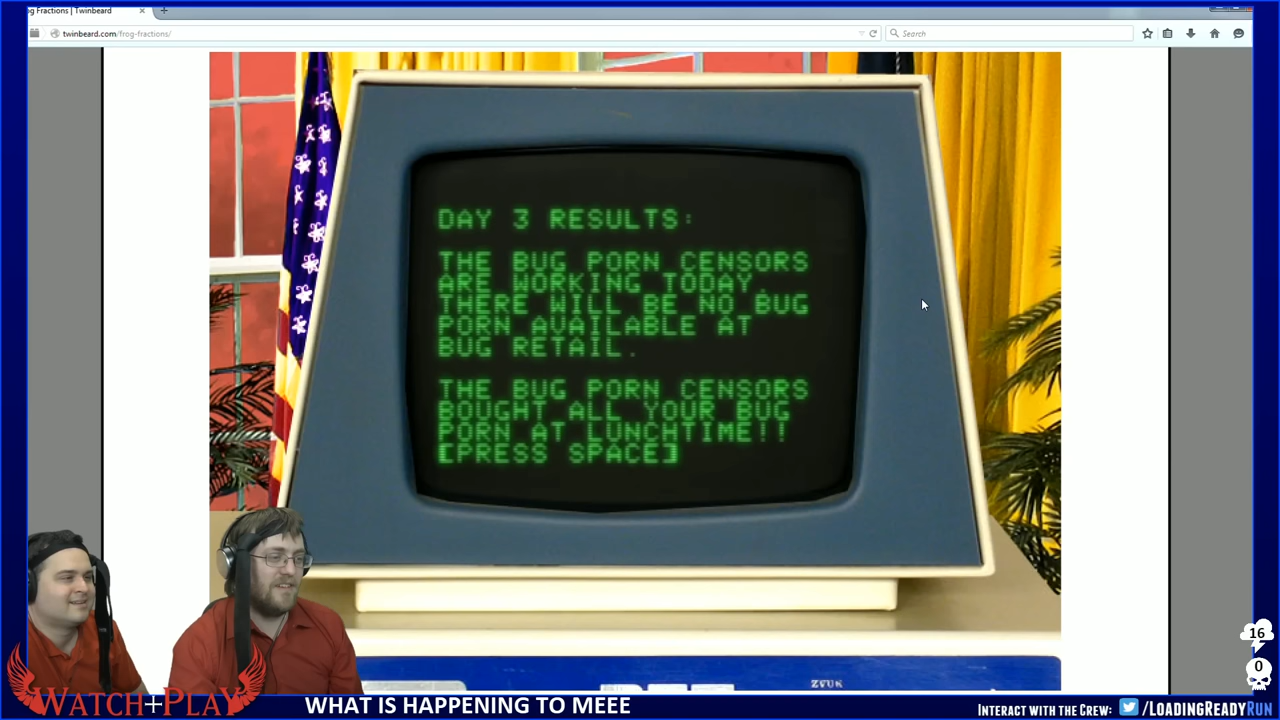 og Fractions | Twinbeard
twinbeard.com/frog-fractions/
Search
DAY 3 RESULTS:
THE BUG PORN CENSORS
ARE WORKING TODAY.
THERE WILL BE NO BUG
PORN AVAILABLE AT
BUG RETAIL.
THE BUG PORN CENSORS
BOUGHT ALL YOUR BUG
PORN AT LUNCHTIME!!
[PRESS SPACE]
16
0
WATCH+PLAY
WHAT IS HAPPENING TO MEEE
INTERACT WITH THE CREW: /LOADINGREADYRUN